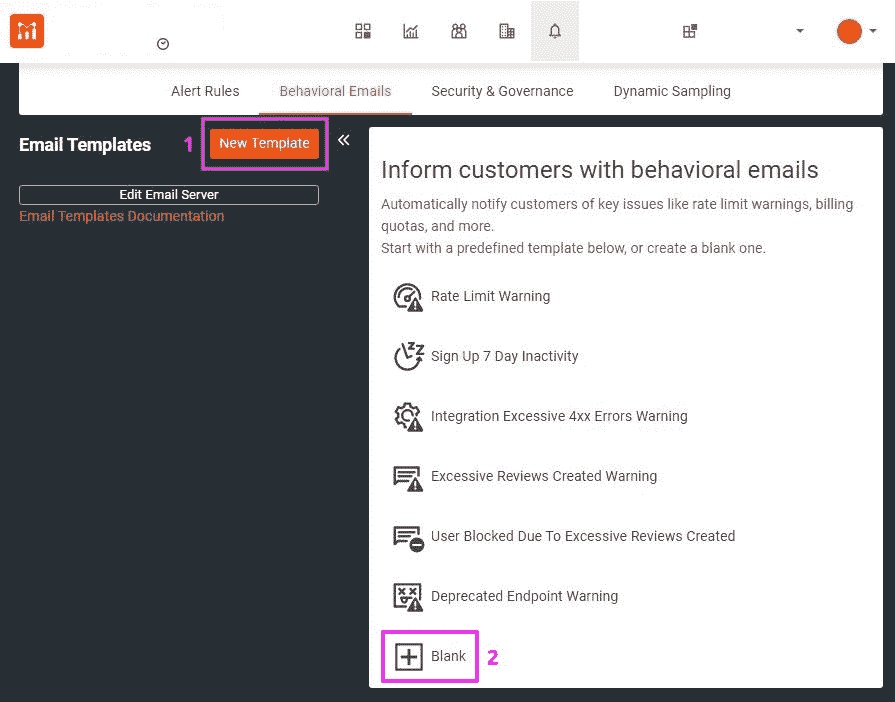 Alert Rules
Behavioral Emails
Security & Governance
Dynamic Sampling
Email Templates
1
New Template
Edit Email Server
Email Templates Documentation
Inform customers with behavioral emails
Automatically notify customers of key issues like rate limit warnings, billing
quotas, and more.
Start with a predefined template below, or create a blank one.
Rate Limit Warning
Sign Up 7 Day Inactivity
Integration Excessive 4xx Errors Warning
Excessive Reviews Created Warning
User Blocked Due To Excessive Reviews Created
Deprecated Endpoint Warning
Blank
2